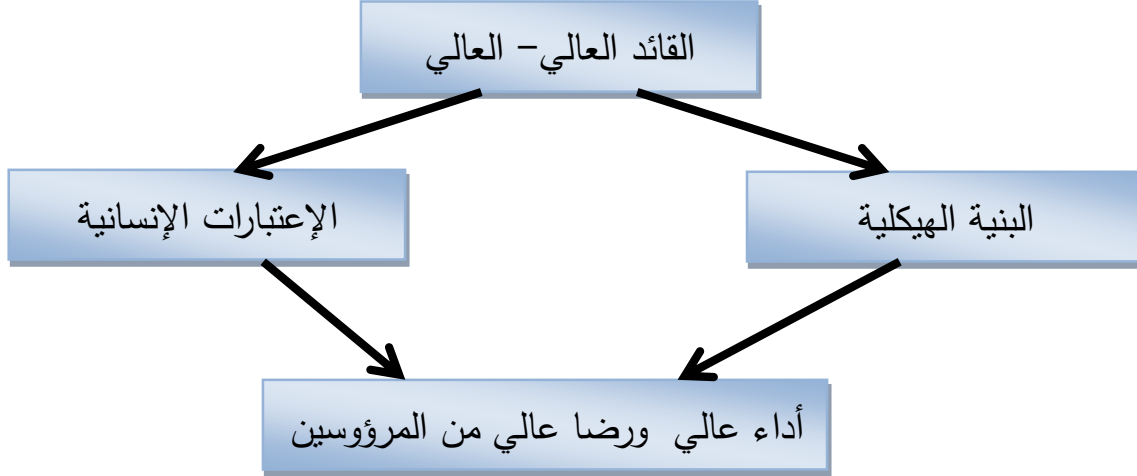 القائد العالي– العالي
البنية الهيكلية
الإعتبارات الإنسانية
أداء عالي ورضا عالي من المرؤوسين